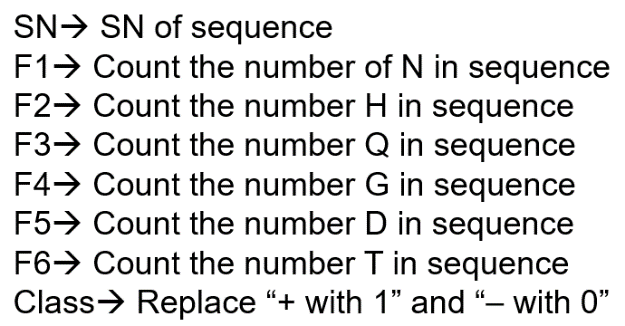 SN→ SN of sequence
F1→ Count the number of N in sequence
F2→ Count the number H in sequence
F3→ Count the number Q in sequence
F4→ Count the number G in sequence
F5→ Count the number D in sequence
F6→ Count the number T in sequence
Class→ Replace “+ with 1” and “– with 0”